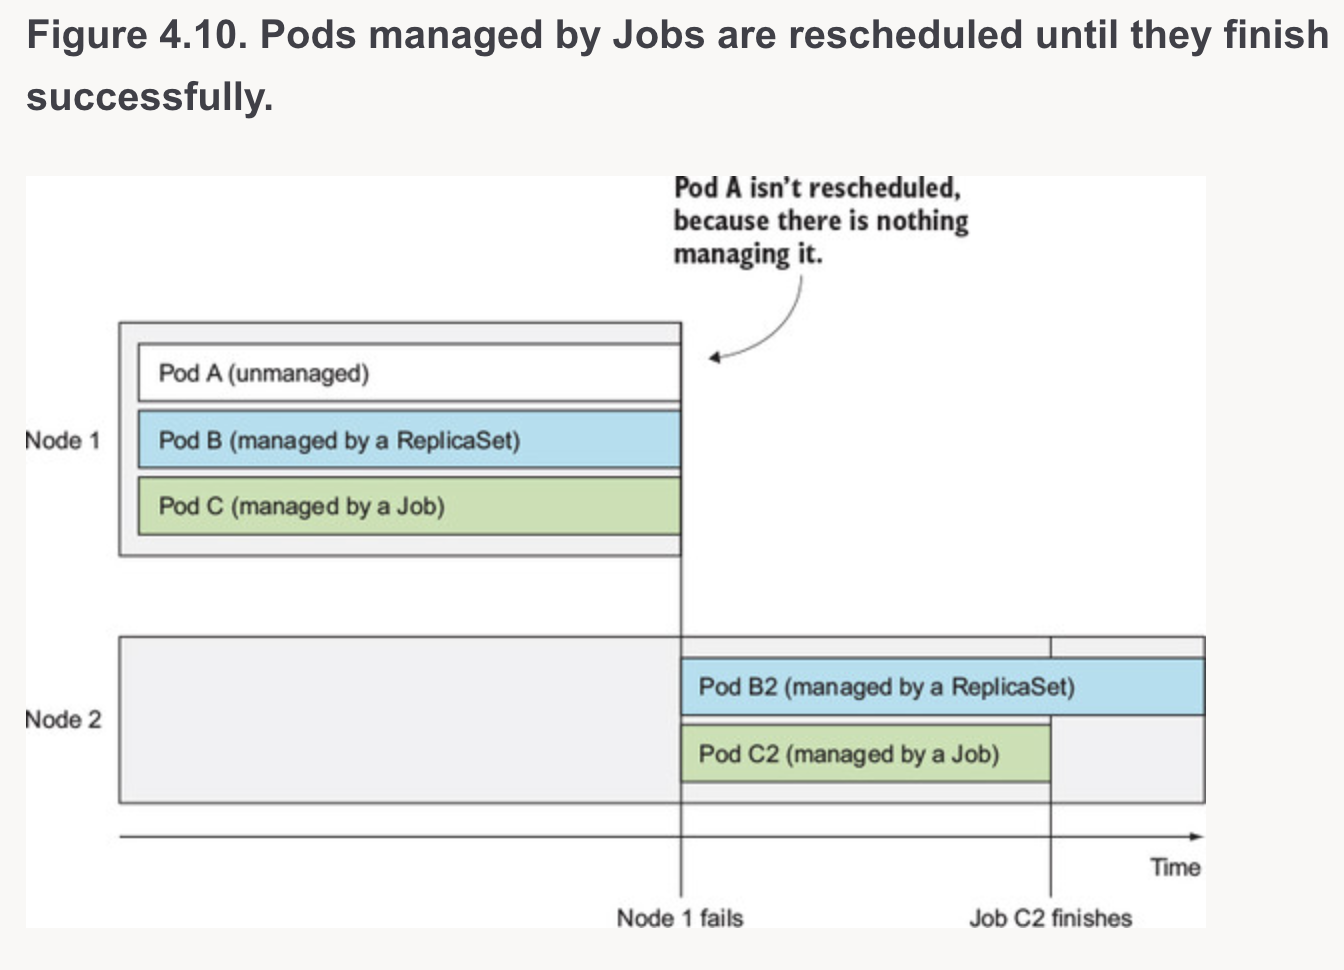 Figure 4.10. Pods managed by Jobs are rescheduled until they finish
successfully.
Pod A isn't rescheduled,
because there is nothing
managing it.
Node 1
Pod A (unmanaged)
Pod B (managed by a ReplicaSet)
Pod C (managed by a Job)
Node 2
Pod B2 (managed by a ReplicaSet)
Pod C2 (managed by a Job)
Time
Node 1 fails
Job C2 finishes